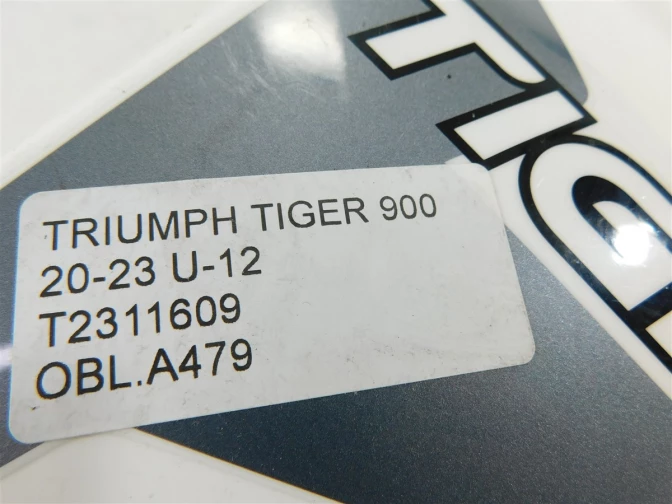 TRIUMPH TIGER 900
20-23 U-12
T2311609
OBL.A479